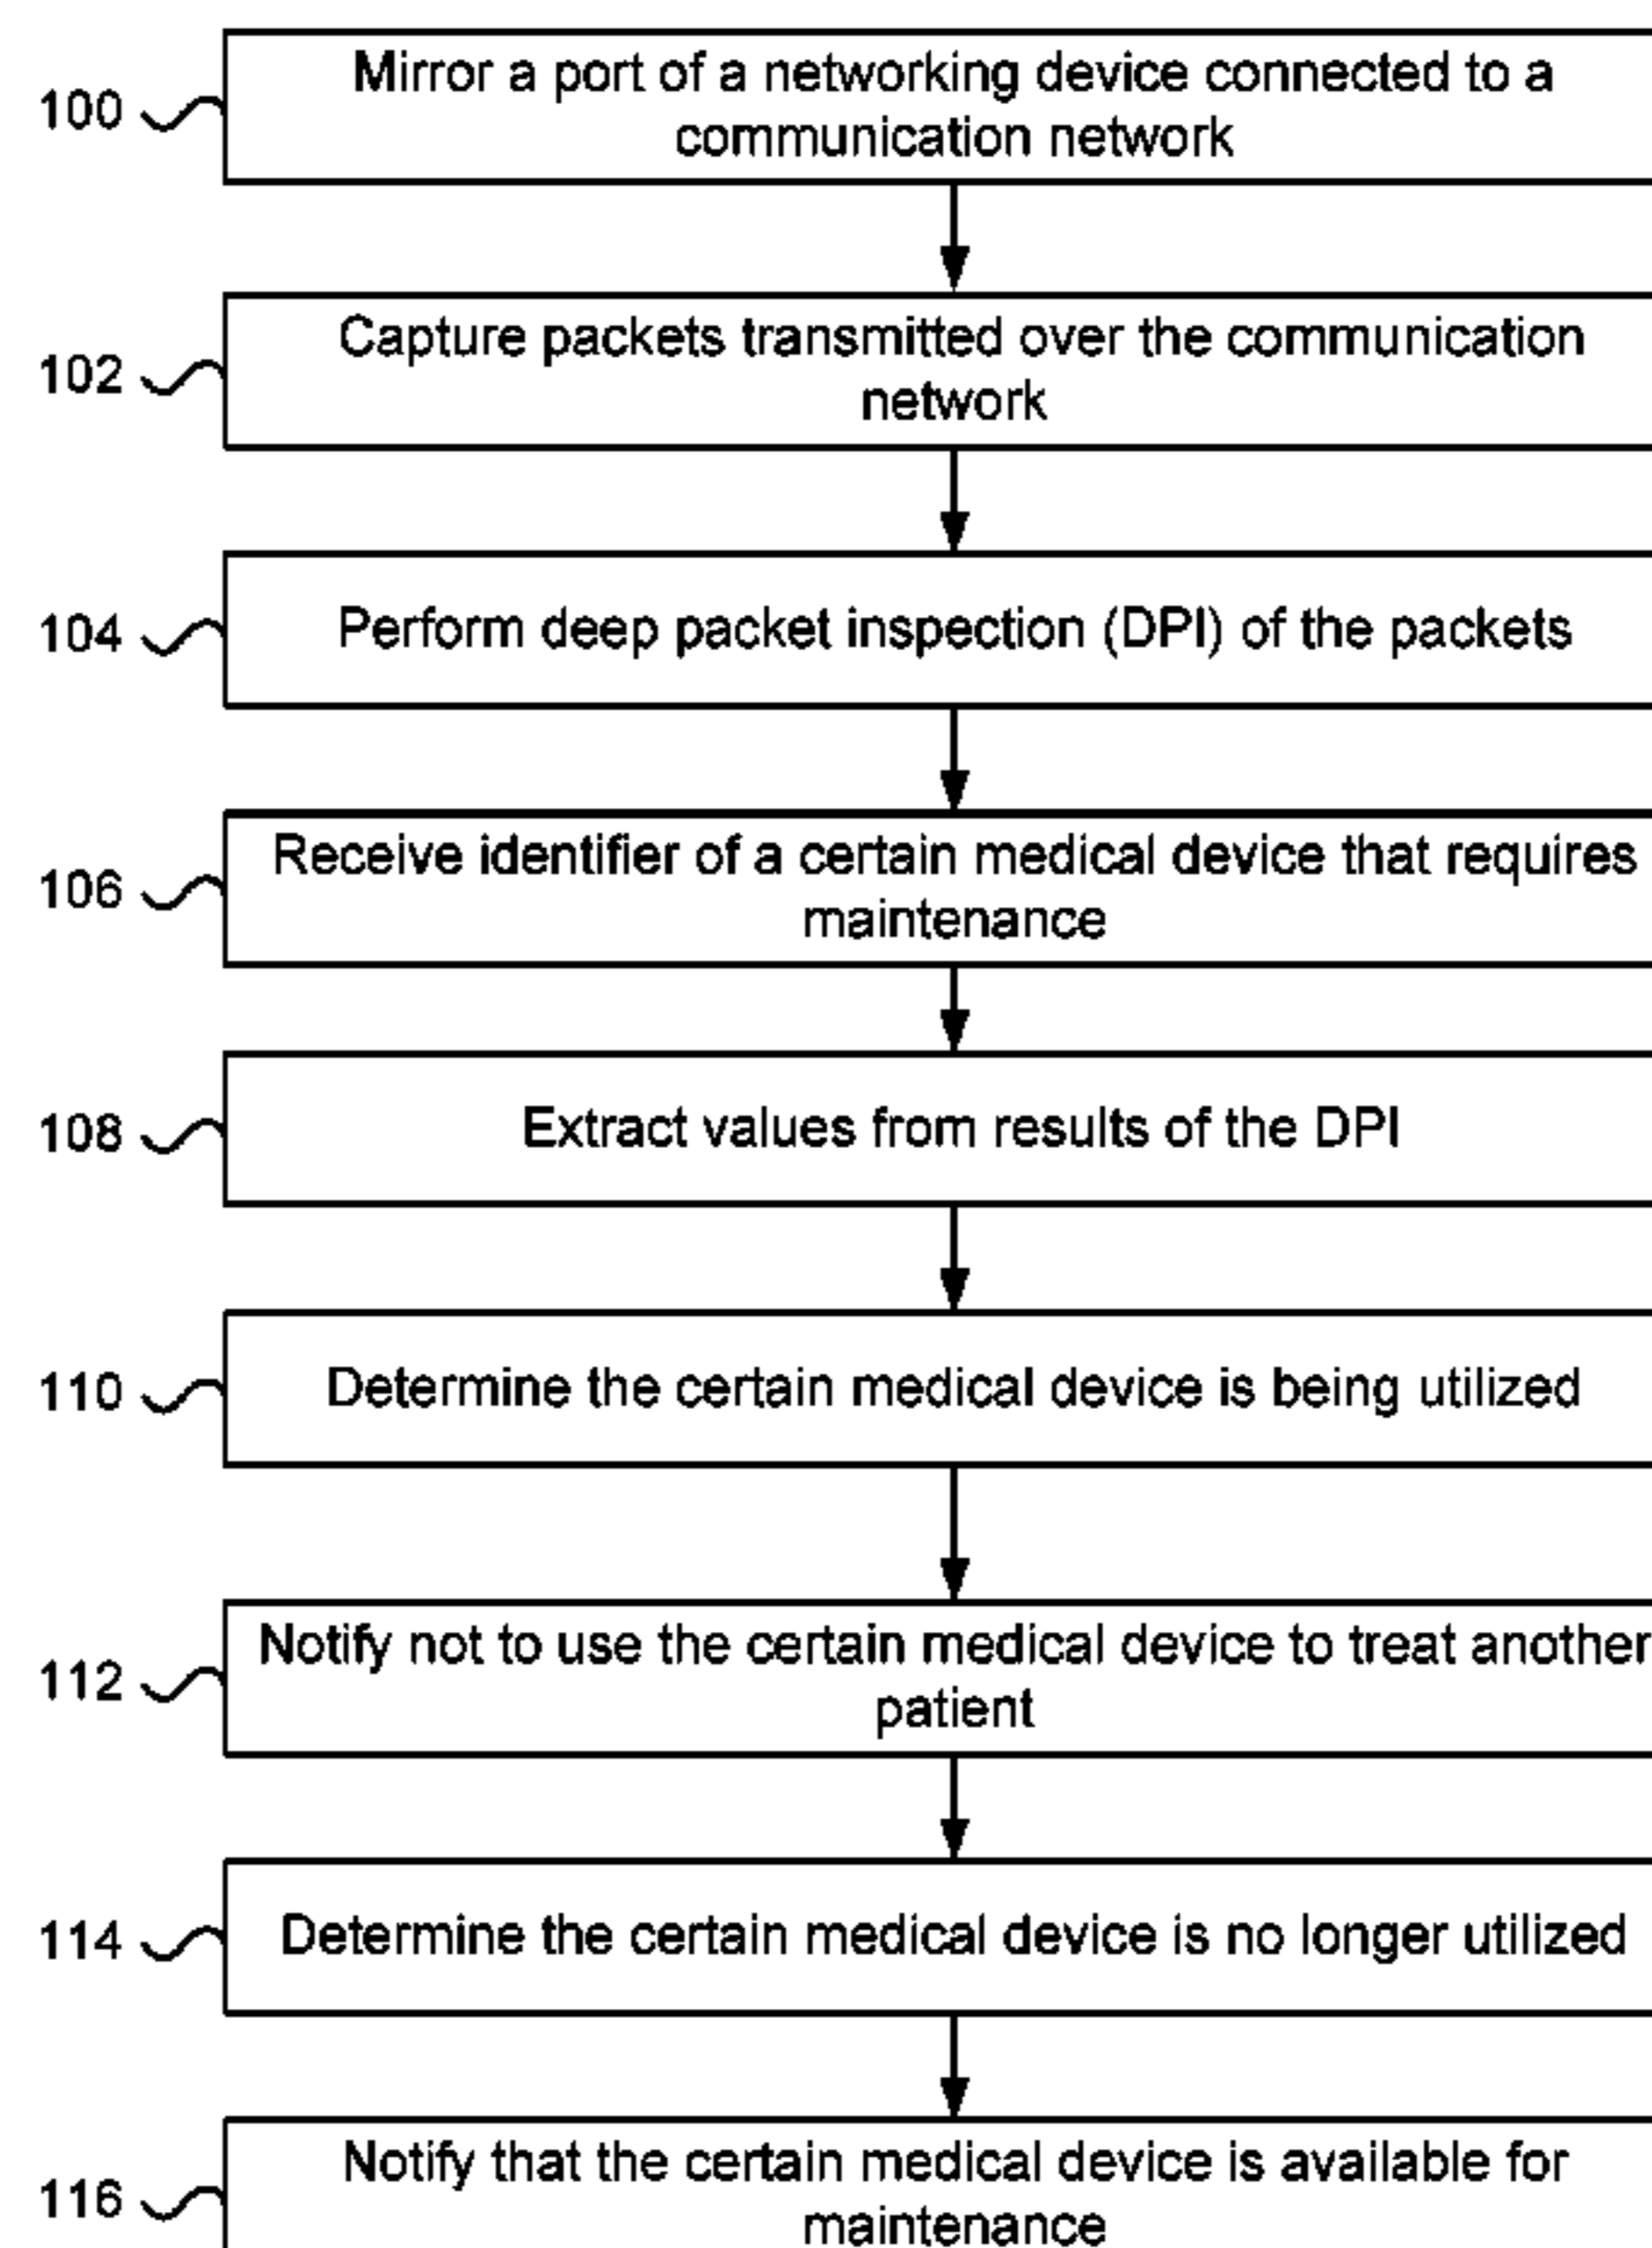 100
Mirror a port of a networking device connected to a
communication network
102
Capture packets transmitted over the communication
network
104
Perform deep packet inspection (DPI) of the packets
106
Receive identifier of a certain medical device that requires
maintenance
108
Extract values from results of the DPI
110
Determine the certain medical device is being utilized
112
Notify not to use the certain medical device to treat another
patient
114
Determine the certain medical device is no longer utilized
116
Notify that the certain medical device is available for
maintenance